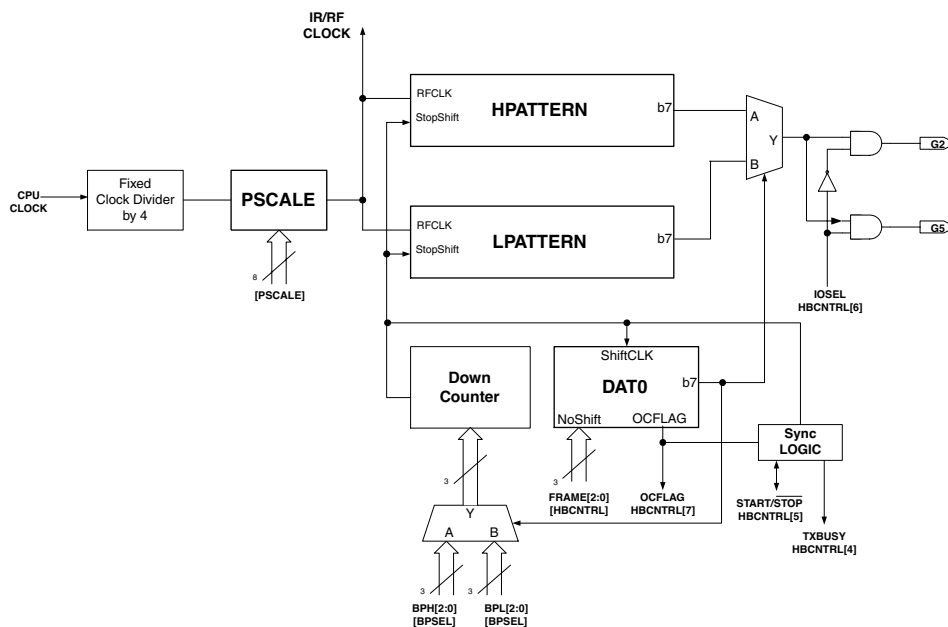 IR/RF
CLOCK
RFCLK
StopShift
HPATTERN
b7
A
Y
B
G2
CPU
CLOCK
Fixed
Clock Divider
by 4
PSCALE
8
[PSCALE]
RFCLK
StopShift
LPATTERN
b7
G5
IOSEL
HBCNTRL[6]
Down
Counter
ShiftCLK
DAT0
b7
NoShift
OCFLAG
Sync
LOGIC
3
3
FRAME[2:0]
[HBCNTRL]
OCFLAG
HBCNTRL[7]
START/STOP
HBCNTRL[5]
TXBUSY
HBCNTRL[4]
Y
A
B
3
3
BPH[2:0]
[BPSEL]
BPL[2:0]
[BPSEL]